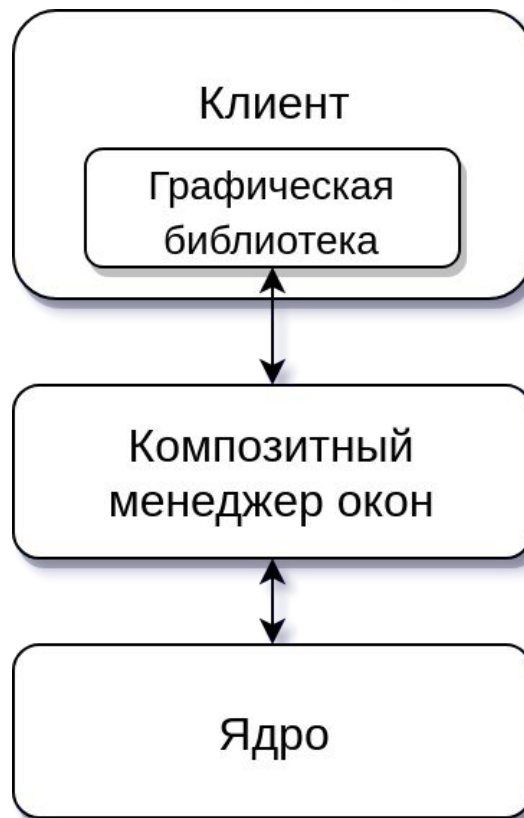 Клиент
Графическая
библиотека
Композитный
менеджер окон
Ядро